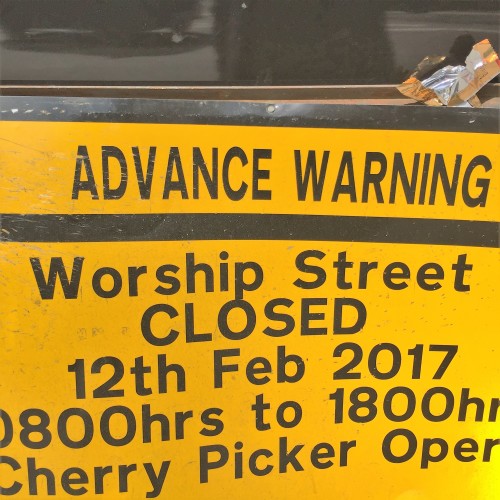 ADVANCE WARNING
Worship Street
CLOSED
12th Feb 2017
0800hrs to 1800hr
Cherry Picker Oper